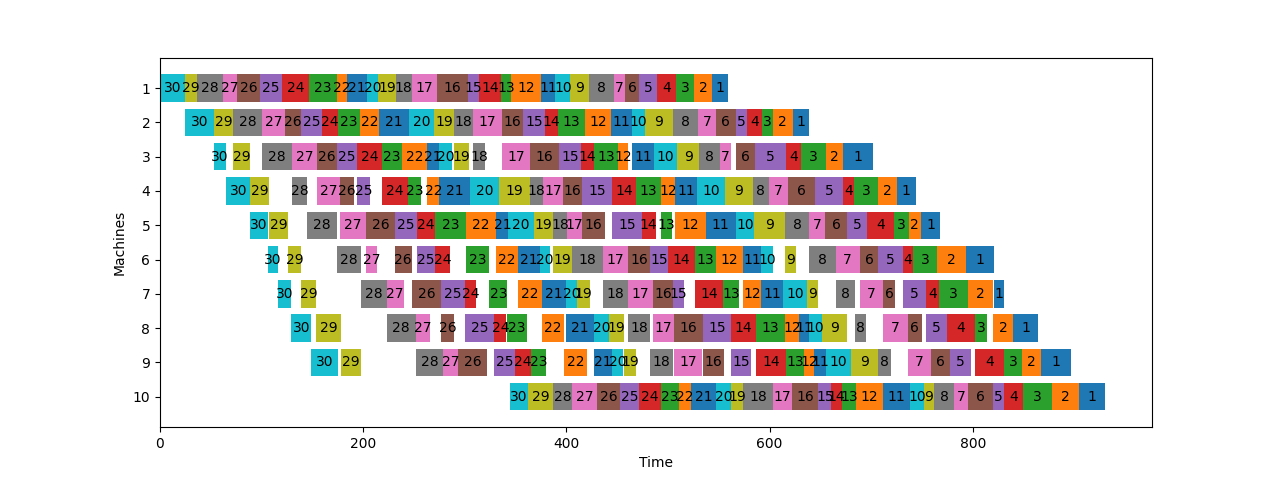 1 30 29 28 27 26 25 24 23 22 21 20 19 18 17 16 15 14 13 12 11 10 9 8 7 6 5 4 3 2 1
2 30 29 28 27 26 25 24 23 22 21 20 19 18 17 16 15 14 13 12 11 10 9 8 7 6 5 4 3 2 1
3 30 29 28 27 26 25 24 23 22 21 20 19 18 17 16 15 14 13 12 11 10 9 8 7 6 5 4 3 2 1
4 30 29 28 27 26 25 24 23 22 21 20 19 18 17 16 15 14 13 12 11 10 9 8 7 6 5 4 3 2 1
5 30 29 28 27 26 25 24 23 22 21 20 19 18 17 16 15 14 13 12 11 10 9 8 7 6 5 4 3 2 1
6 30 29 28 27 26 25 24 23 22 21 20 19 18 17 16 15 14 13 12 11 10 9 8 7 6 5 4 3 2 1
7 30 29 28 27 26 25 24 23 22 21 20 19 18 17 16 15 14 13 12 11 10 9 8 7 6 5 4 3 2 1
8 30 29 28 27 26 25 24 23 22 21 20 19 18 17 16 15 14 13 12 11 10 9 8 7 6 5 4 3 2 1
9 30 29 28 27 26 25 24 23 22 21 20 19 18 17 16 15 14 13 12 11 10 9 8 7 6 5 4 3 2 1
10 30 29 28 27 26 25 24 23 22 21 20 19 18 17 16 15 14 13 12 11 10 9 8 7 6 5 4 3 2 1
Machines
0 200 400 600 800
Time